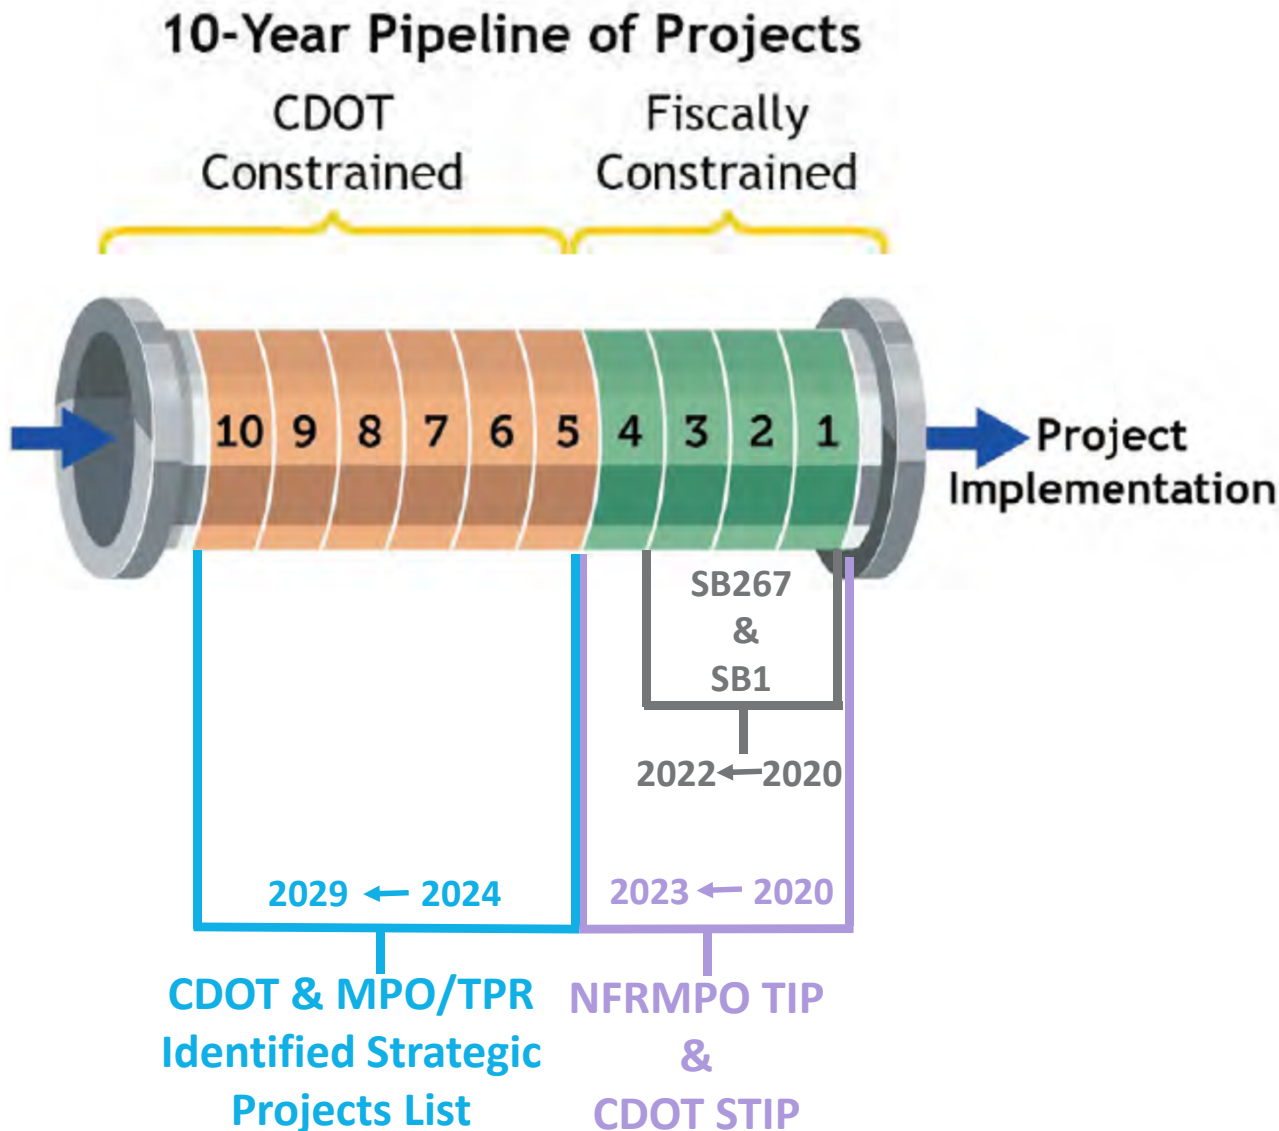 10-Year Pipeline of Projects
CDOT
Constrained
Fiscally
Constrained
10 9 8 7 6 5 4 3 2 1
Project
Implementation
SB267
&
SB1
2022 ← 2020
2029 ← 2024
2023 ← 2020
CDOT & MPO/TPR
Identified Strategic
Projects List
NFRMPO TIP
&
CDOT STIP